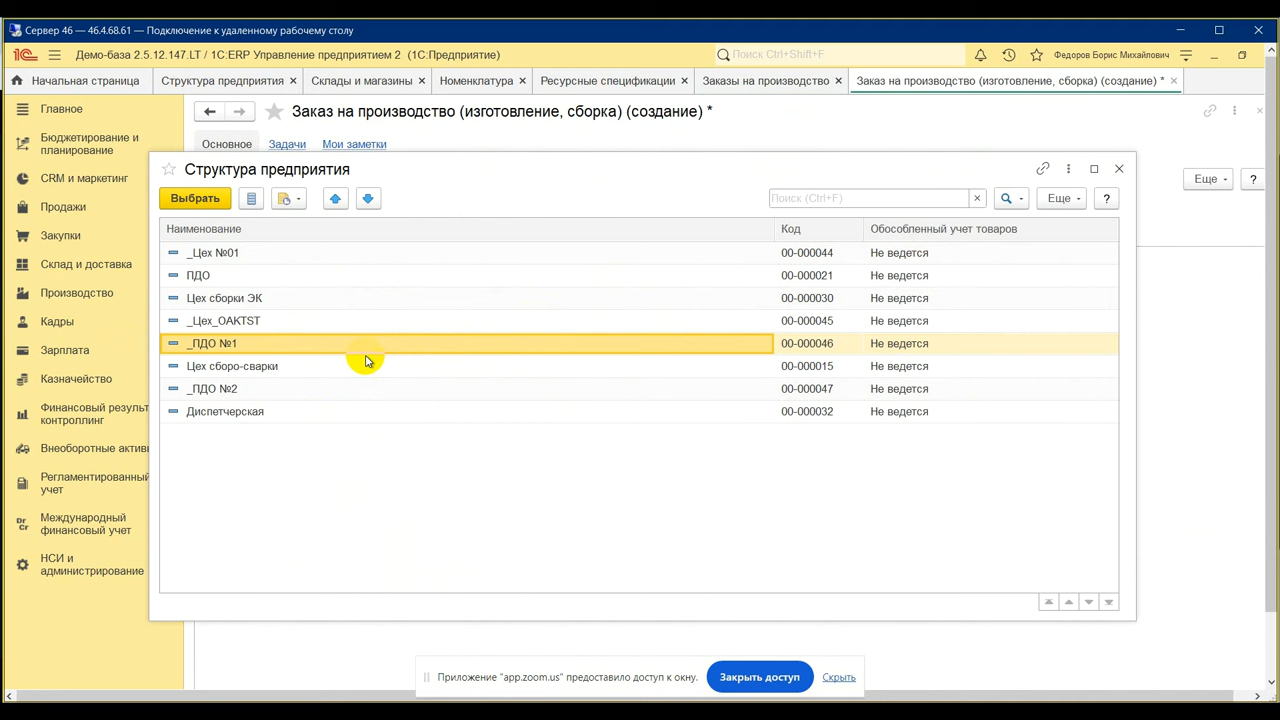 Сервер 46 — 46.4.68.61 — Подключение к удаленному рабочему столу
Демо-база 2.5.12.147.LT / 1C:ERP Управление предприятием 2 (1С:Предприятие)
Поиск Ctrl+Shift+F
Федоров Борис Михайлович
Начальная страница
Структура предприятия
Склады и магазины
Номенклатура
Ресурсные спецификации
Заказы на производство
Заказ на производство (изготовление, сборка) (создание) *
Главное
Бюджетирование и
планирование
CRM и маркетинг
Продажи
Закупки
Склад и доставка
Производство
Кадры
Зарплата
Казначейство
Финансовый результ
контроллинг
Внеоборотные актив
Регламентированный
учет
Международный
финансовый учет
НСИ и
администрирование
Заказ на производство (изготовление, сборка) (создание) *
Основное
Задачи
Мои заметки
Еще
?
Структура предприятия
Выбрать
Поиск (Ctrl+F)
Еще
?
Наименование Код Обособленный учет товаров
_Цех №01 00-000044 Не ведется
ПДО 00-000021 Не ведется
Цех сборки ЭК 00-000030 Не ведется
_Цех_OAKTST 00-000045 Не ведется
_ПДО №1 00-000046 Не ведется
Цех сборо-сварки 00-000015 Не ведется
_ПДО №2 00-000047 Не ведется
Диспетчерская 00-000032 Не ведется
Приложение "app.zoom.us" предоставило доступ к окну.
Закрыть доступ
Скрыть